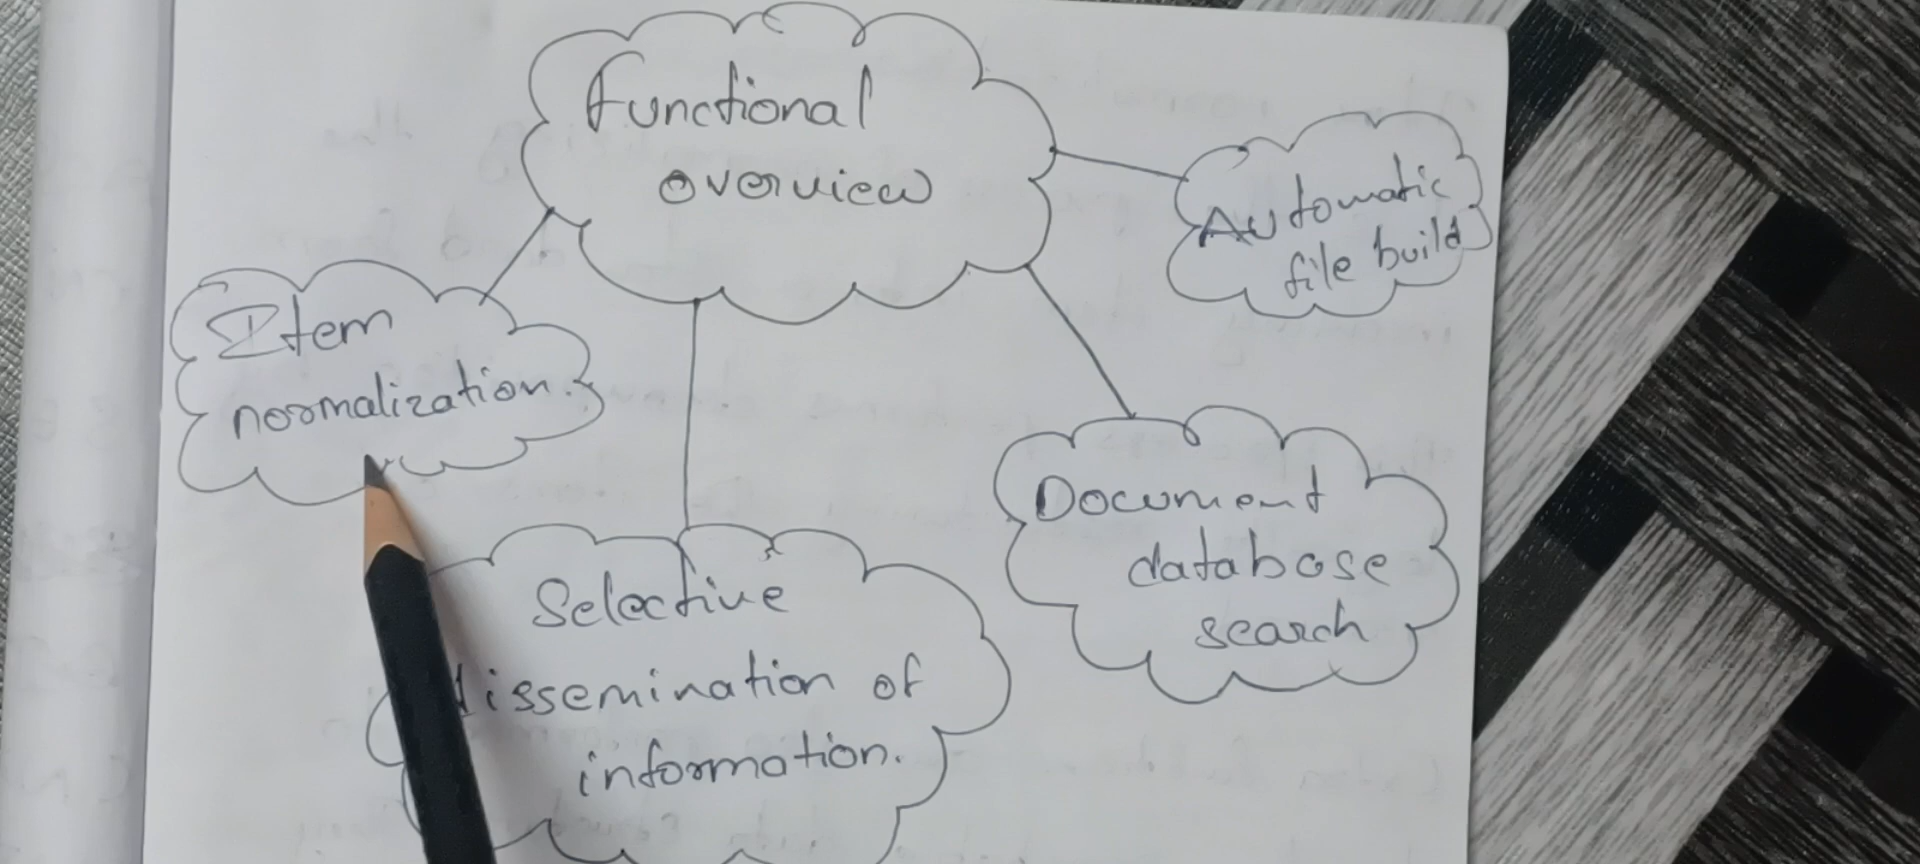 Functional
overview
Automatic
file build
Item
normalization.
Document
database
search
Selective
dissemination of
information.